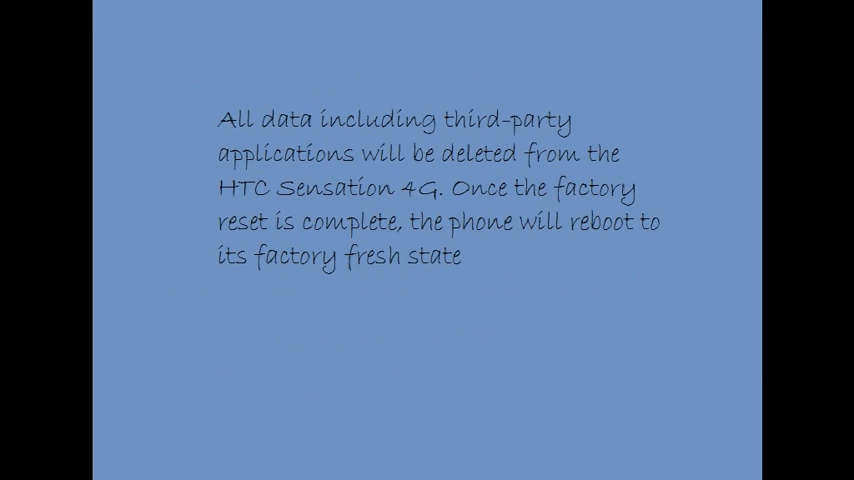 All data including third-party
applications will be deleted from the
HTC Sensation 4G. Once the factory
reset is complete, the phone will reboot to
its factory fresh state